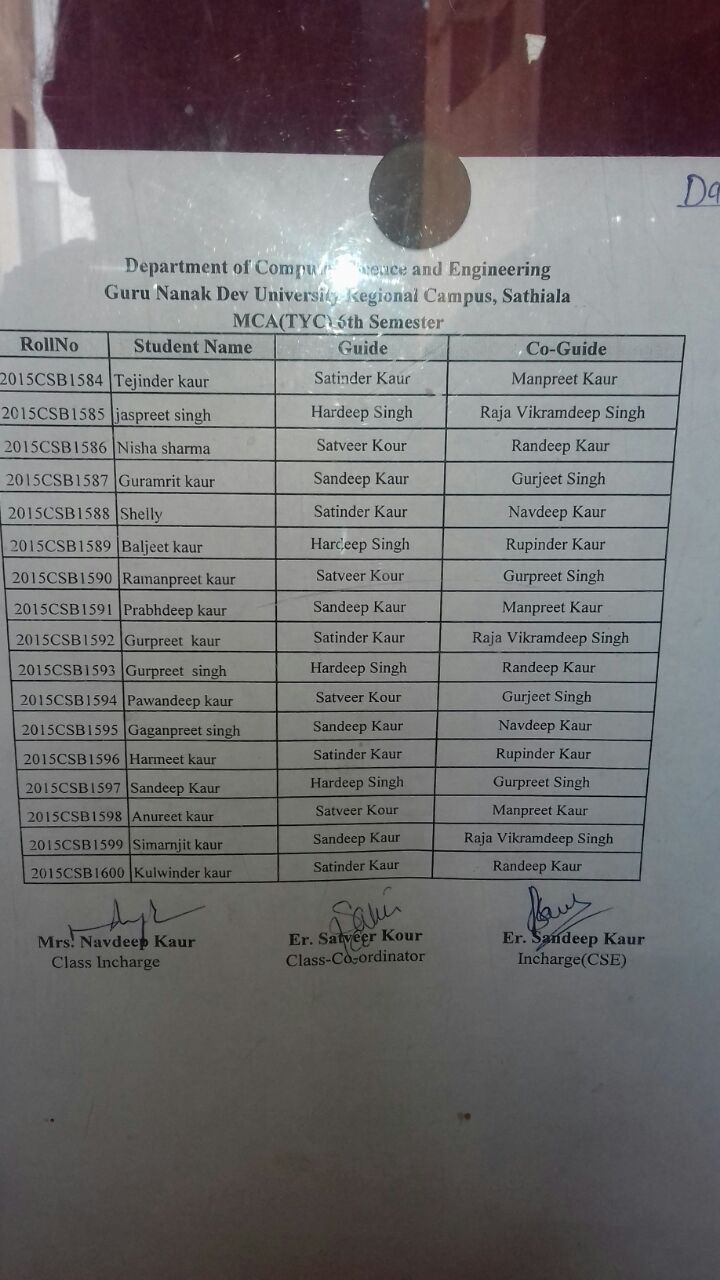 Department of Computer Science and Engineering
Guru Nanak Dev University Regional Campus, Sathiala
MCA(TYC) 6th Semester
RollNo Student Name Guide Co-Guide
2015CSB1584 Tejinder kaur Satinder Kaur Manpreet Kaur
2015CSB1585 jaspreet singh Hardeep Singh Raja Vikramdeep Singh
2015CSB1586 Nisha sharma Satveer Kour Randeep Kaur
2015CSB1587 Guramrit kaur Sandeep Kaur Gurjeet Singh
2015CSB1588 Shelly Satinder Kaur Navdeep Kaur
2015CSB1589 Baljeet kaur Hardeep Singh Rupinder Kaur
2015CSB1590 Ramanpreet kaur Satveer Kour Gurpreet Singh
2015CSB1591 Prabhdeep kaur Sandeep Kaur Manpreet Kaur
2015CSB1592 Gurpreet kaur Satinder Kaur Raja Vikramdeep Singh
2015CSB1593 Gurpreet singh Hardeep Singh Randeep Kaur
2015CSB1594 Pawandeep kaur Satveer Kour Gurjeet Singh
2015CSB1595 Gaganpreet singh Sandeep Kaur Navdeep Kaur
2015CSB1596 Harmeet kaur Satinder Kaur Rupinder Kaur
2015CSB1597 Sandeep Kaur Hardeep Singh Gurpreet Singh
2015CSB1598 Anureet kaur Satveer Kour Manpreet Kaur
2015CSB1599 Simarnjit kaur Sandeep Kaur Raja Vikramdeep Singh
2015CSB1600 Kulwinder kaur Satinder Kaur Randeep Kaur
Mrs. Navdeep Kaur Er. Satveer Kour Er. Sandeep Kaur
Class Incharge Class-Co-ordinator Incharge(CSE)